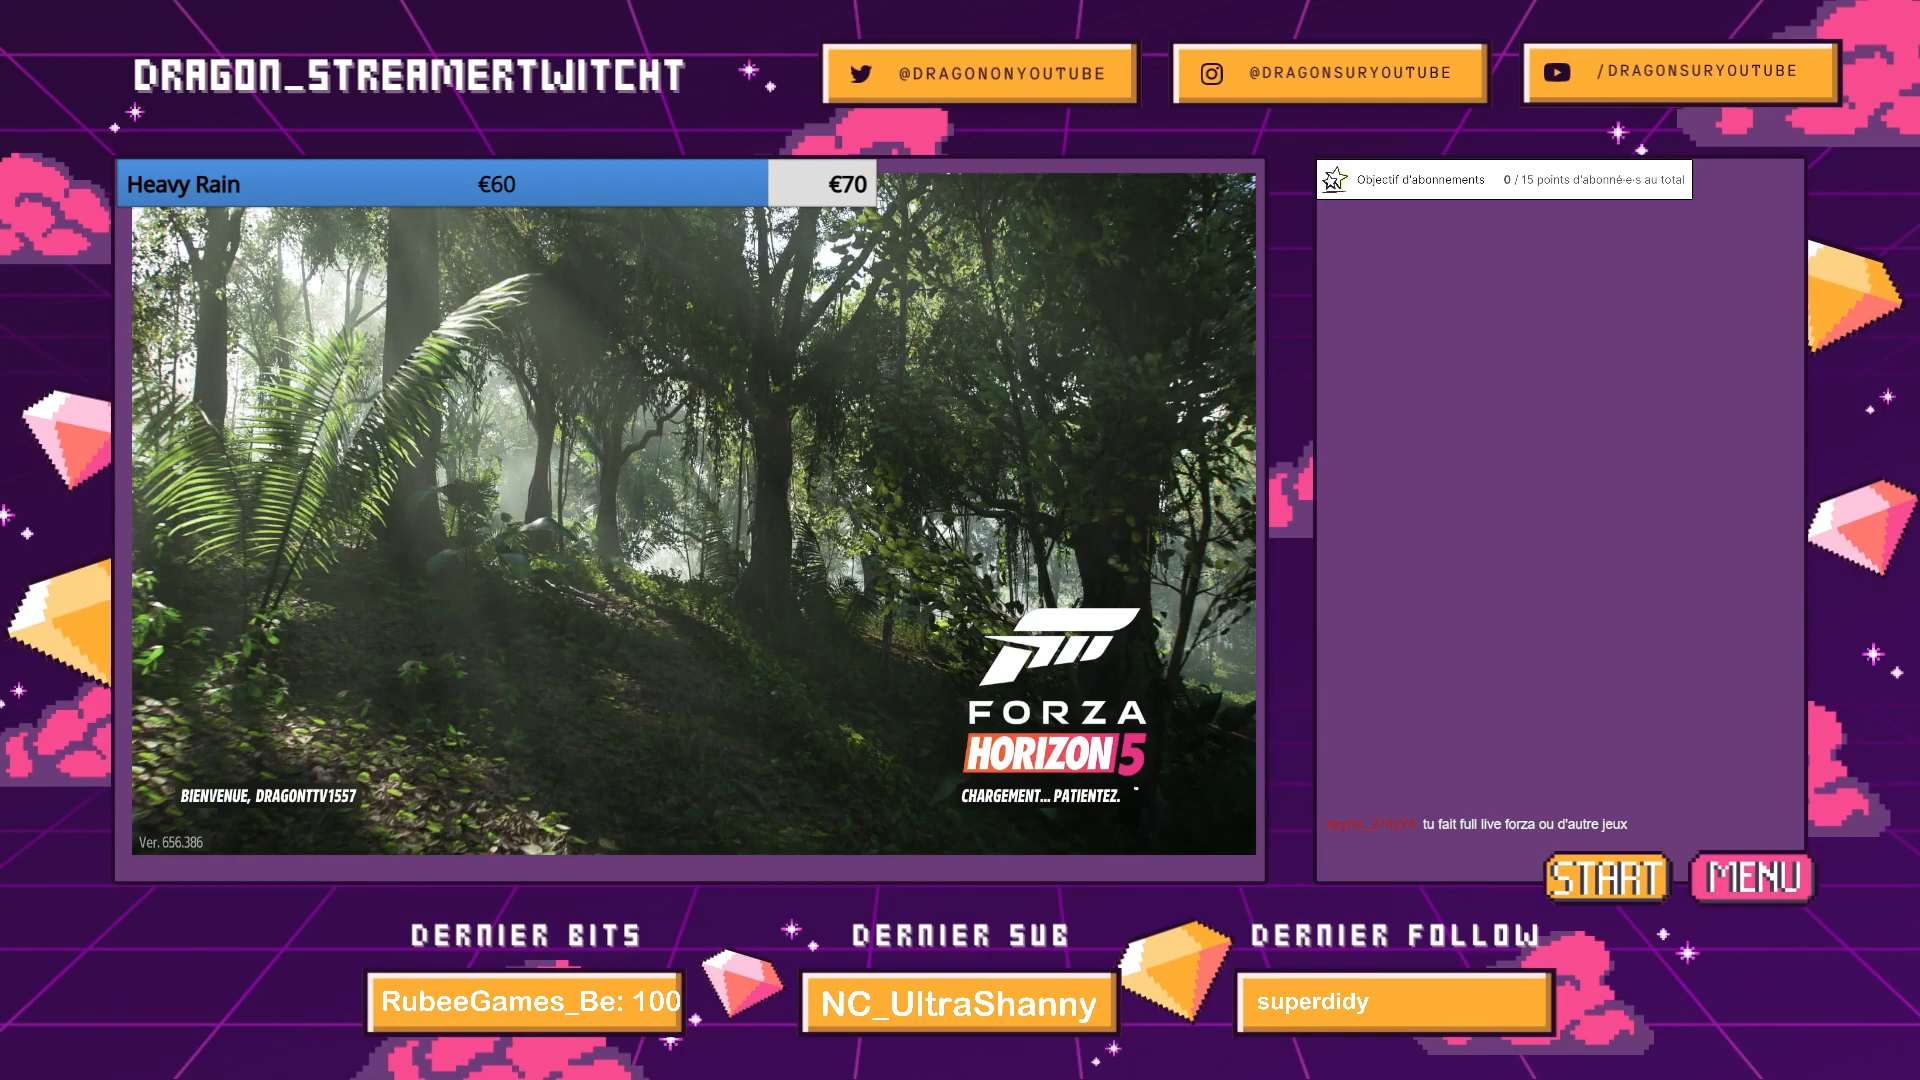 DRAGON_STREAMERTWITCHT
@DRAGONONYOUTUBE
@DRAGONSURYOUTUBE
/DRAGONSURYOUTUBE
Heavy Rain €60 €70
Objectif d'abonnements 0 / 15 points d'abonné·e·s au total
FORZA
HORIZON 5
BIENVENUE, DRAGONTTV1557
CHARGEMENT... PATIENTEZ.
Ver. 656.386
tu fait full live forza ou d'autre jeux
START
MENU
DERNIER BITS
DERNIER SUB
DERNIER FOLLOW
RubeeGames_Be: 100
NC_UltraShanny
superdidy